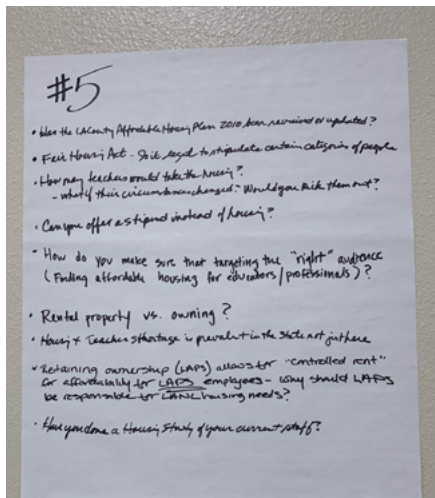 #5
• Has the LA County Affordable Housing Plan 2010 been revised or updated?
• Fair Housing Act - Is it legal to stipulate certain categories of people
• How many teachers would take the housing?
- what if their circumstances changed? Would you kick them out?
• Can you offer a stipend instead of housing?
• How do you make sure that targeting the "right" audience
(Finding affordable housing for educators/professionals)?
• Rental property vs. owning?
• Housing + Teacher shortage is prevalent in the state not just here
• Retaining ownership (LAPS) allows for "controlled rent"
for affordability for LAPS employees - why should LAPS
be responsible for LANL housing needs?
• Have you done a Housing Study of your current staff?